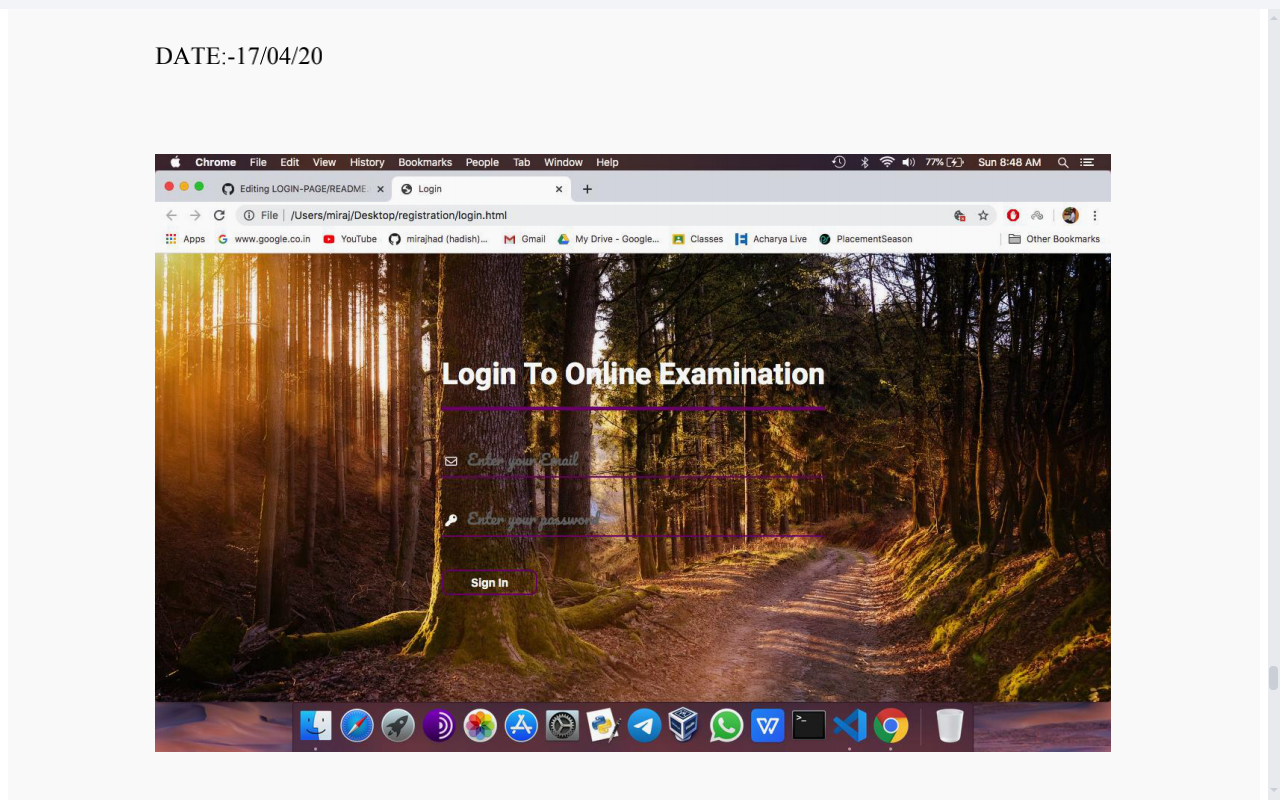 DATE:-17/04/20
Chrome File Edit View History Bookmarks People Tab Window Help 77% Sun 8:48 AM
Editing LOGIN-PAGE/README. Login
File | /Users/miraj/Desktop/registration/login.html
Apps www.google.co.in YouTube mirajhad (hadish)... Gmail My Drive - Google... Classes Acharya Live PlacementSeason Other Bookmarks
Login To Online Examination
Enter your Email
Enter your password
Sign In